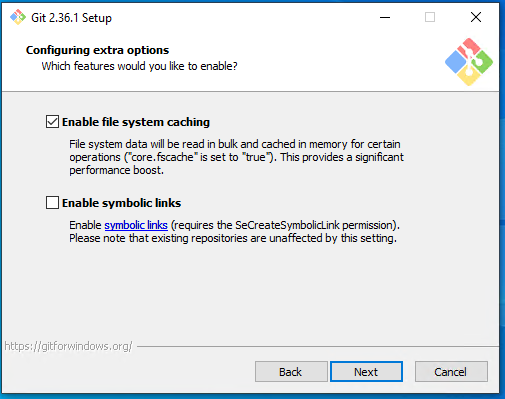 Git 2.36.1 Setup
Configuring extra options
Which features would you like to enable?
Enable file system caching
File system data will be read in bulk and cached in memory for certain
operations ("core.fscache" is set to "true"). This provides a significant
performance boost.
Enable symbolic links
Enable symbolic links (requires the SeCreateSymbolicLink permission).
Please note that existing repositories are unaffected by this setting.
https://gitforwindows.org/
Back
Next
Cancel